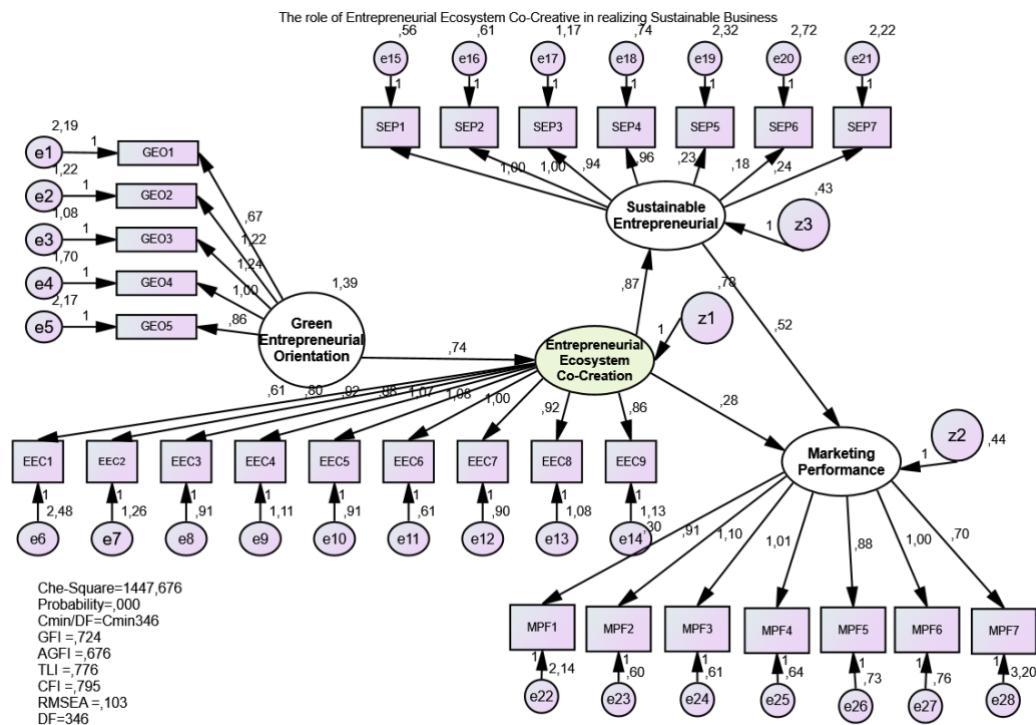 The role of Entrepreneurial Ecosystem Co-Creative in realizing Sustainable Business
,56 ,61 1,17 ,74 2,32 2,72 2,22
e15 e16 e17 e18 e19 e20 e21
1 1 1 1 1 1 1
SEP1 SEP2 SEP3 SEP4 SEP5 SEP6 SEP7
1,00 1,00 ,94 ,96 ,23 ,18 ,24
2,19
e1 1 GEO1
1,22
e2 1 GEO2
1,08
e3 1 GEO3
1,70
e4 1 GEO4
2,17
e5 1 GEO5
,67
1,22
1,24
1,00
,86
1,39
Green
Entrepreneurial
Orientation
Sustainable
Entrepreneurial
,43
1 z3
,87
,78
1 z1
,52
,74
Entrepreneurial
Ecosystem
Co-Creation
,28
,61 ,80 ,92 ,88 1,07 1,08 1,00 ,92 ,86
EEC1 EEC2 EEC3 EEC4 EEC5 EEC6 EEC7 EEC8 EEC9
1 1 1 1 1 1 1 1 1
2,48 1,26 ,91 1,11 ,91 ,61 ,90 1,08 1,13
e6 e7 e8 e9 e10 e11 e12 e13 e14
Marketing
Performance
z2
1 ,44
,30 ,91 1,10 1,01 ,88 1,00 ,70
MPF1 MPF2 MPF3 MPF4 MPF5 MPF6 MPF7
1 1 1 1 1 1 1
2,14 ,60 ,61 ,64 ,73 ,76 3,20
e22 e23 e24 e25 e26 e27 e28
Che-Square=1447,676
Probability=,000
Cmin/DF=Cmin346
GFI =,724
AGFI =,676
TLI =,776
CFI =,795
RMSEA =,103
DF=346